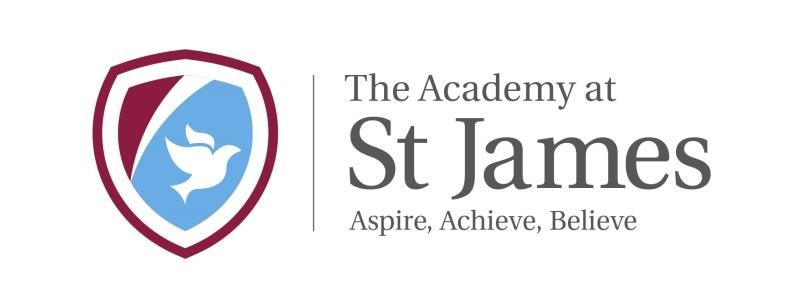 The Academy at
St James
Aspire, Achieve, Believe